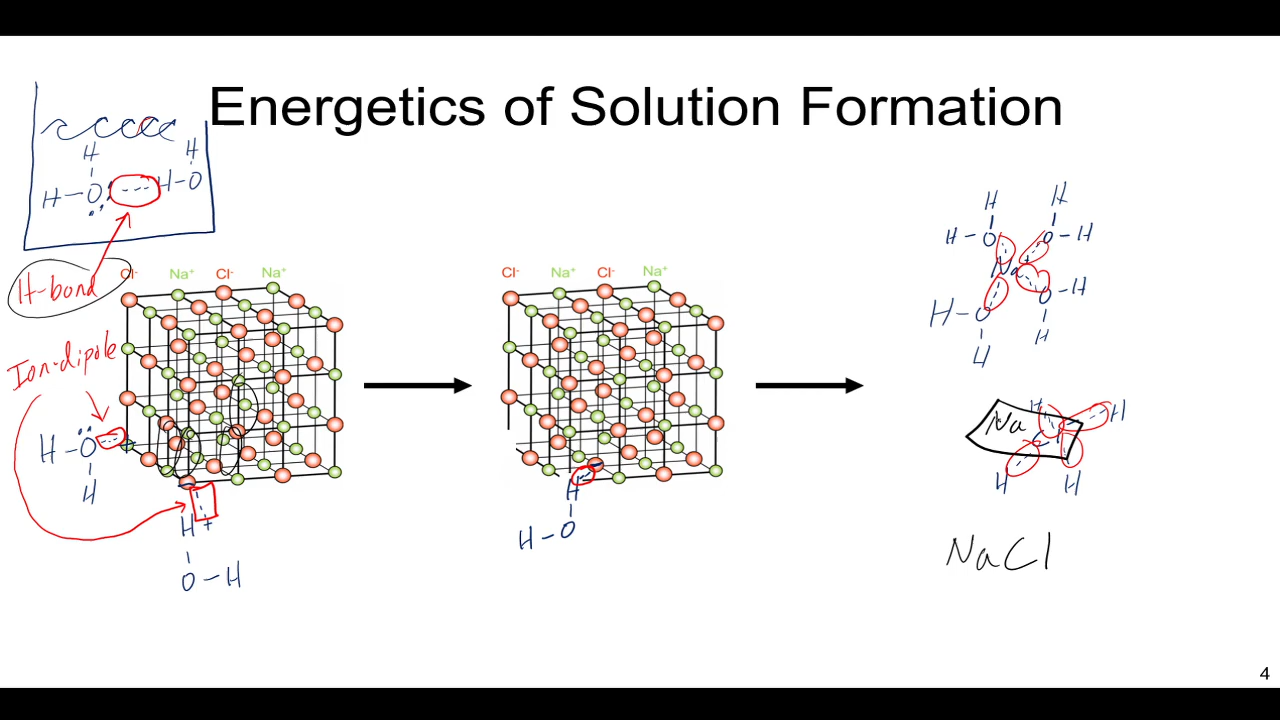 Energetics of Solution Formation
H H
H-O: --- H-O
H-bond
Cl- Na+ Cl- Na+
Cl- Na+ Cl- Na+
Ion-dipole
H-O
H
H +
O-H
H
H-O
H H
H-O O-H
Na+
H-O O-H
H H
H H
Na
H H
NaCl
4